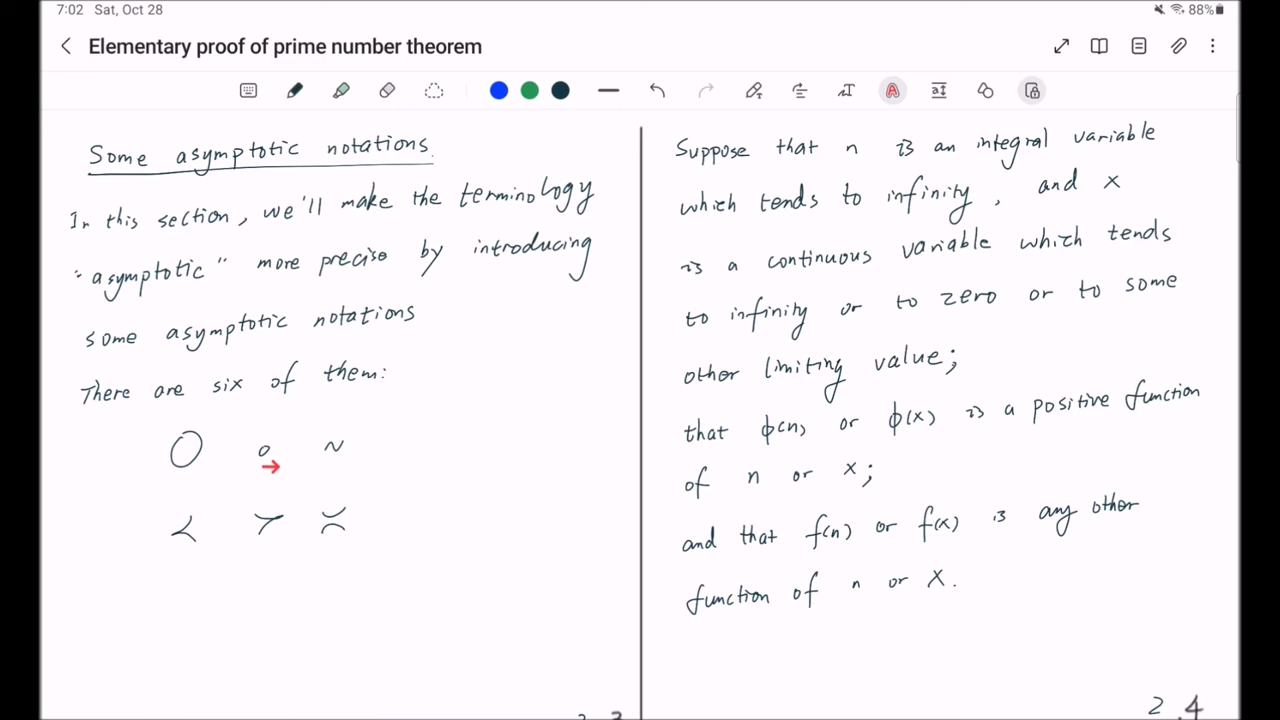 7:02 Sat, Oct 28
88%
Elementary proof of prime number theorem
Some asymptotic notations.
In this section, we'll make the terminology
"asymptotic" more precise by introducing
some asymptotic notations
There are six of them:
O o ~
≺ ≻ ≍
Suppose that n is an integral variable
which tends to infinity, and x
is a continuous variable which tends
to infinity or to zero or to some
other limiting value;
that ϕ(n) or ϕ(x) is a positive function
of n or x;
and that f(n) or f(x) is any other
function of n or x.
2.4